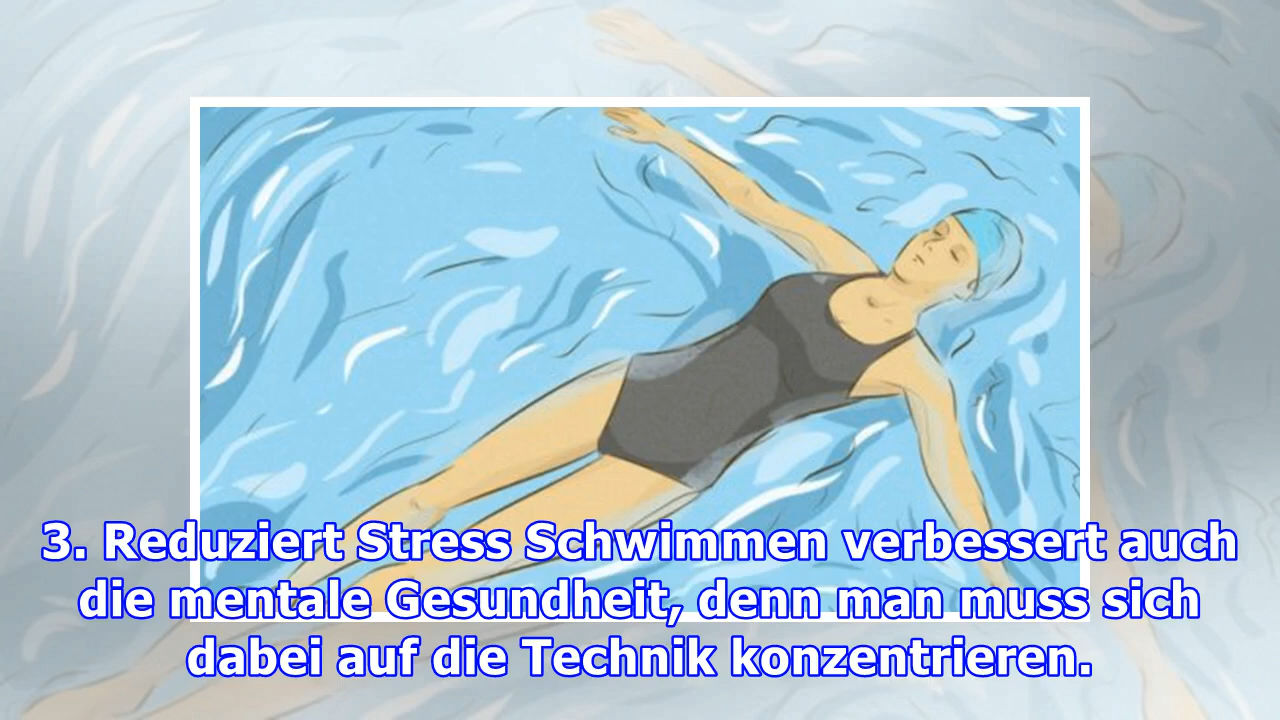 3. Reduziert Stress Schwimmen verbessert auch
die mentale Gesundheit, denn man muss sich
dabei auf die Technik konzentrieren.